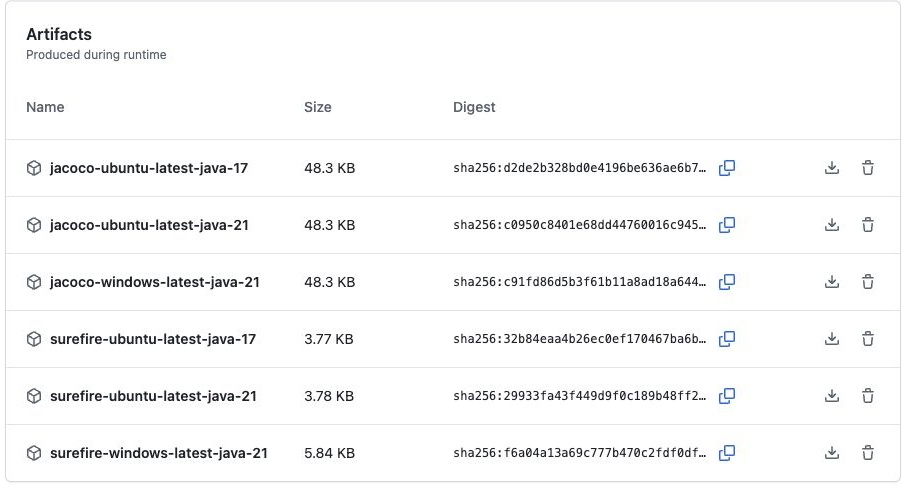 Artifacts
Produced during runtime
Name Size Digest
jacoco-ubuntu-latest-java-17 48.3 KB sha256:d2de2b328bd0e4196be636ae6b7…
jacoco-ubuntu-latest-java-21 48.3 KB sha256:c0950c8401e68dd44760016c945…
jacoco-windows-latest-java-21 48.3 KB sha256:c91fd86d5b3f61b11a8ad18a644…
surefire-ubuntu-latest-java-17 3.77 KB sha256:32b84eaa4b26ec0ef170467ba6b…
surefire-ubuntu-latest-java-21 3.78 KB sha256:29933fa43f449d9f0c189b48ff2…
surefire-windows-latest-java-21 5.84 KB sha256:f6a04a13a69c777b470c2fdf0df…